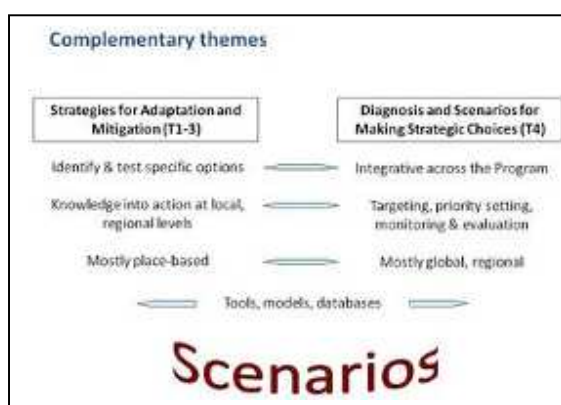 Complementary themes
Strategies for Adaptation and
Mitigation (T1-3)
Diagnosis and Scenarios for
Making Strategic Choices (T4)
Identify & test specific options
Integrative across the Program
Knowledge into action at local,
regional levels
Targeting, priority setting,
monitoring & evaluation
Mostly place-based
Mostly global, regional
Tools, models, databases
Scenarios